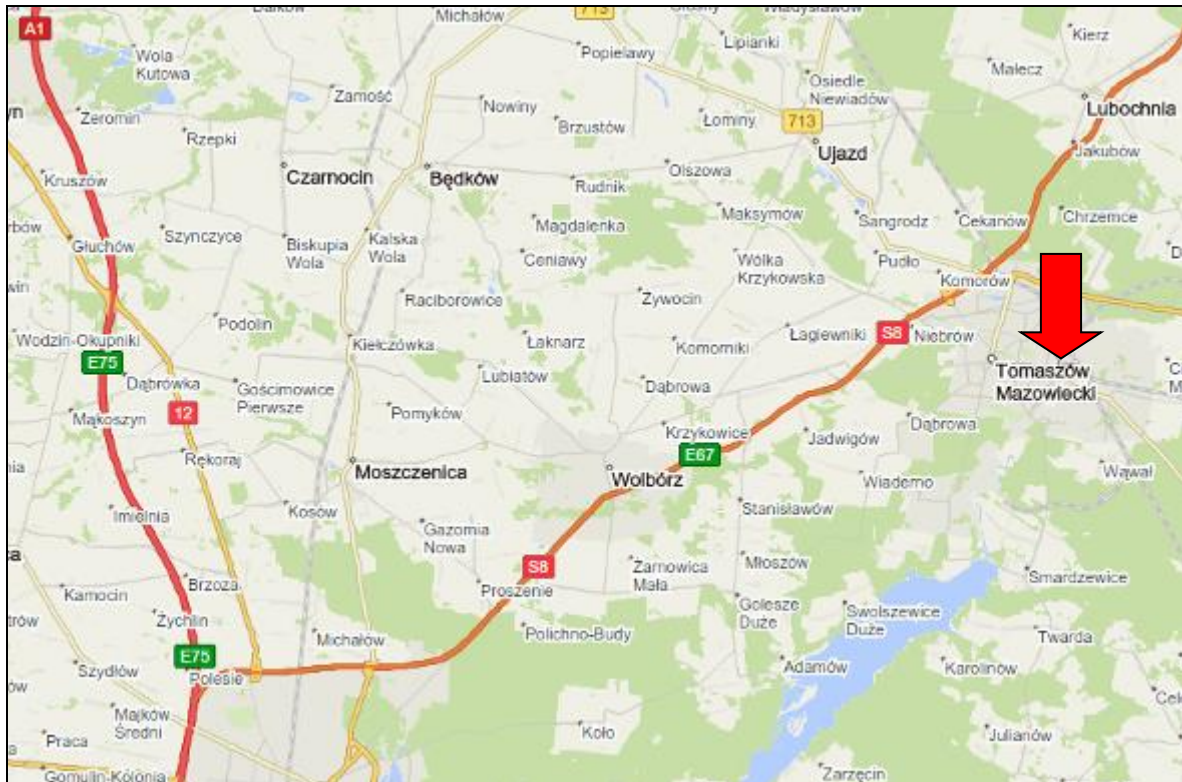 Michałów
713
A1
Popielawy
Lipianki
Kierz
Wola
Kutowa
Małecz
Osiedle
Niewiadów
Zamość
Nowiny
Lubochnia
Zeromin
Brzustów
Łominy
713
Rzepki
Ujazd
Jakubów
Czarnocin
Będków
Olszowa
Kruszów
Rudnik
Maksymów
Sangrodz
Cekanów
Chrzemce
Szynczyce
Magdalenka
Głuchów
Biskupia
Wola
Kalska
Wola
Ceniawy
Wólka
Krzykowska
Pudło
Komorów
Raciborowice
Żywocin
Podolin
Łagiewniki
S8
Niebrów
Wodzin-Okupniki
Kiełczówka
Łaknarz
Komorniki
E75
Tomaszów
Mazowiecki
Dąbrówka
Gościmowice
Pierwsze
Lubiatów
Dąbrowa
12
Mąkoszyn
Pomyków
Krzykowice
Jadwigów
Dąbrowa
Rękoraj
E67
Moszczenica
Wolbórz
Wiaderno
Wąwał
Imielnia
Kosów
Stanisławów
Gazomia
Nowa
S8
Żarnowica
Mała
Młoszów
Brzoza
Smardzewice
Kamocin
Proszenie
Golesze
Duże
Swolszewice
Duże
Żychlin
Polichno-Budy
Twarda
Michałów
E75
Szydłów
Polesie
Adamów
Karolinów
Majków
Średni
Koło
Julianów
Praca
Gomulin-Kolonia
Zarzęcin